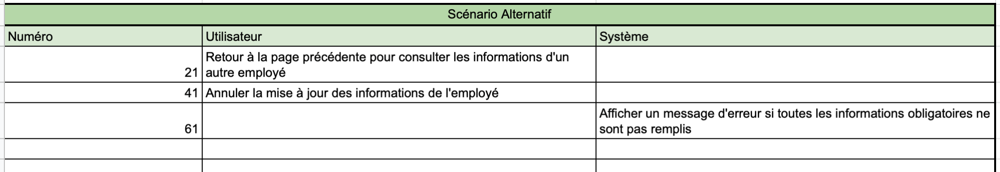 Scénario Alternatif
Numéro Utilisateur Système
Retour à la page précédente pour consulter les informations d'un
21 autre employé
41 Annuler la mise à jour des informations de l'employé
Afficher un message d'erreur si toutes les informations obligatoires ne
61 sont pas remplis